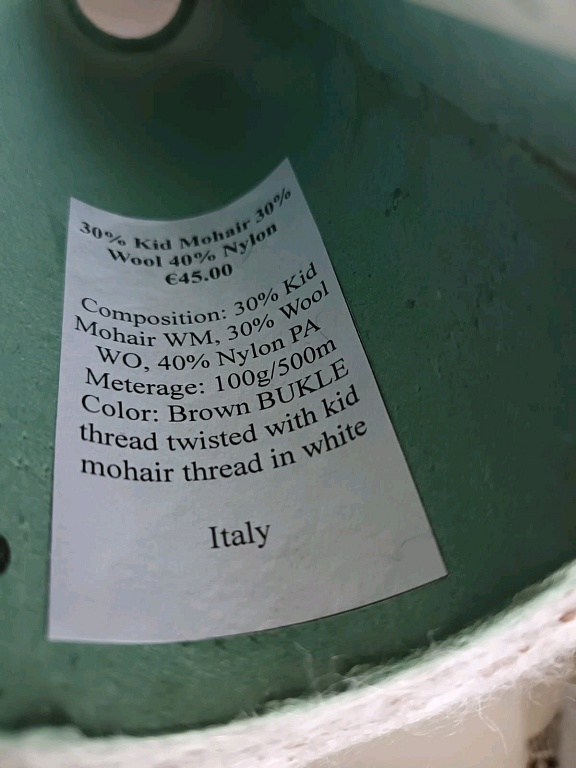 30% Kid Mohair 30%
Wool 40% Nylon
€45.00
Composition: 30% Kid
Mohair WM, 30% Wool
WO, 40% Nylon PA
Meterage: 100g/500m
Color: Brown BUKLE
thread twisted with kid
mohair thread in white
Italy